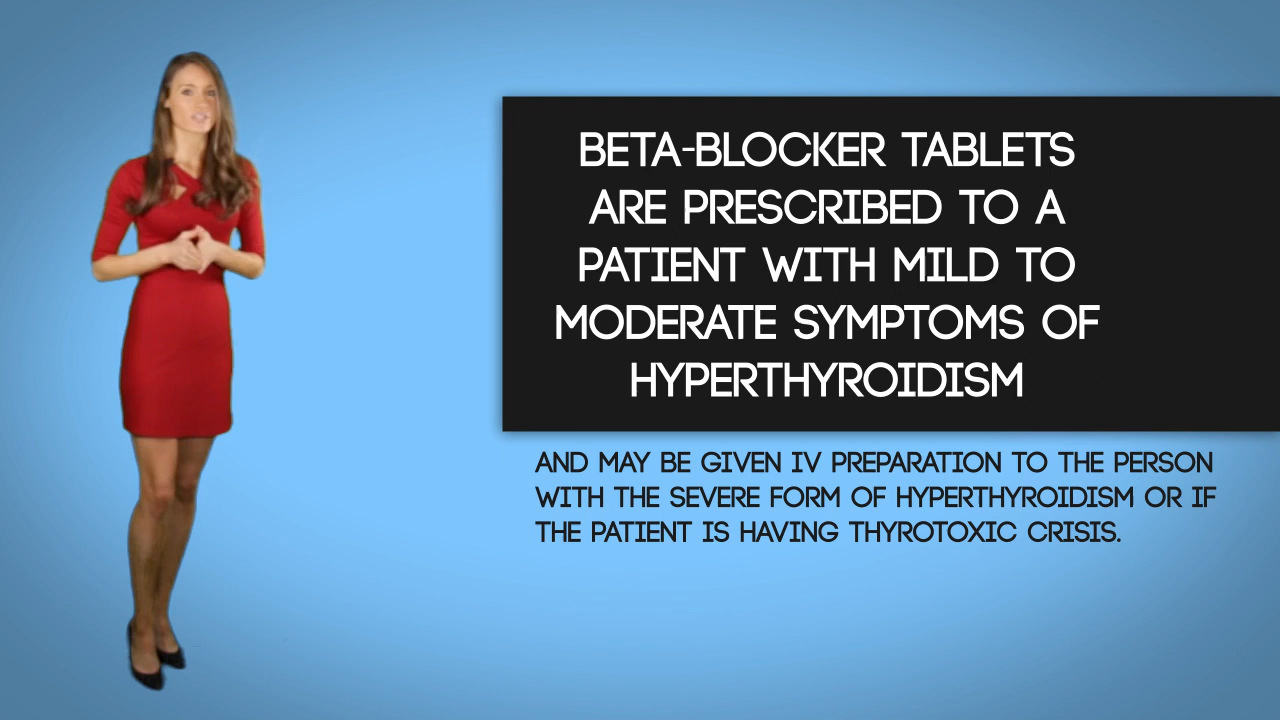 BETA-BLOCKER TABLETS
ARE PRESCRIBED TO A
PATIENT WITH MILD TO
MODERATE SYMPTOMS OF
HYPERTHYROIDISM
AND MAY BE GIVEN IV PREPARATION TO THE PERSON
WITH THE SEVERE FORM OF HYPERTHYROIDISM OR IF
THE PATIENT IS HAVING THYROTOXIC CRISIS.